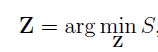 Z = arg min S,
Z